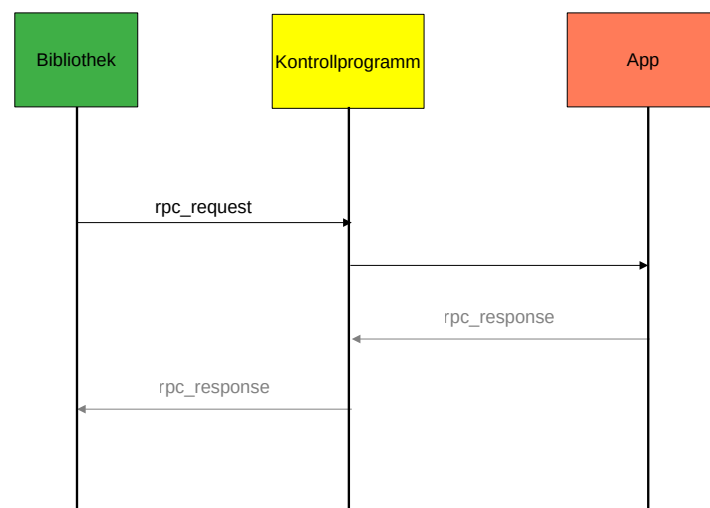 Bibliothek
Kontrollprogramm
App
rpc_request
rpc_response
rpc_response